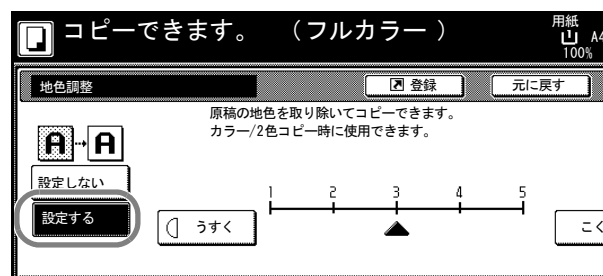 コピーできます。 （フルカラー ）
用紙
A4
100%
地色調整
登録
元に戻す
原稿の地色を取り除いてコピーできます。
カラー/2色コピー時に使用できます。
A A
設定しない
設定する
1 2 3 4 5
うすく
こく